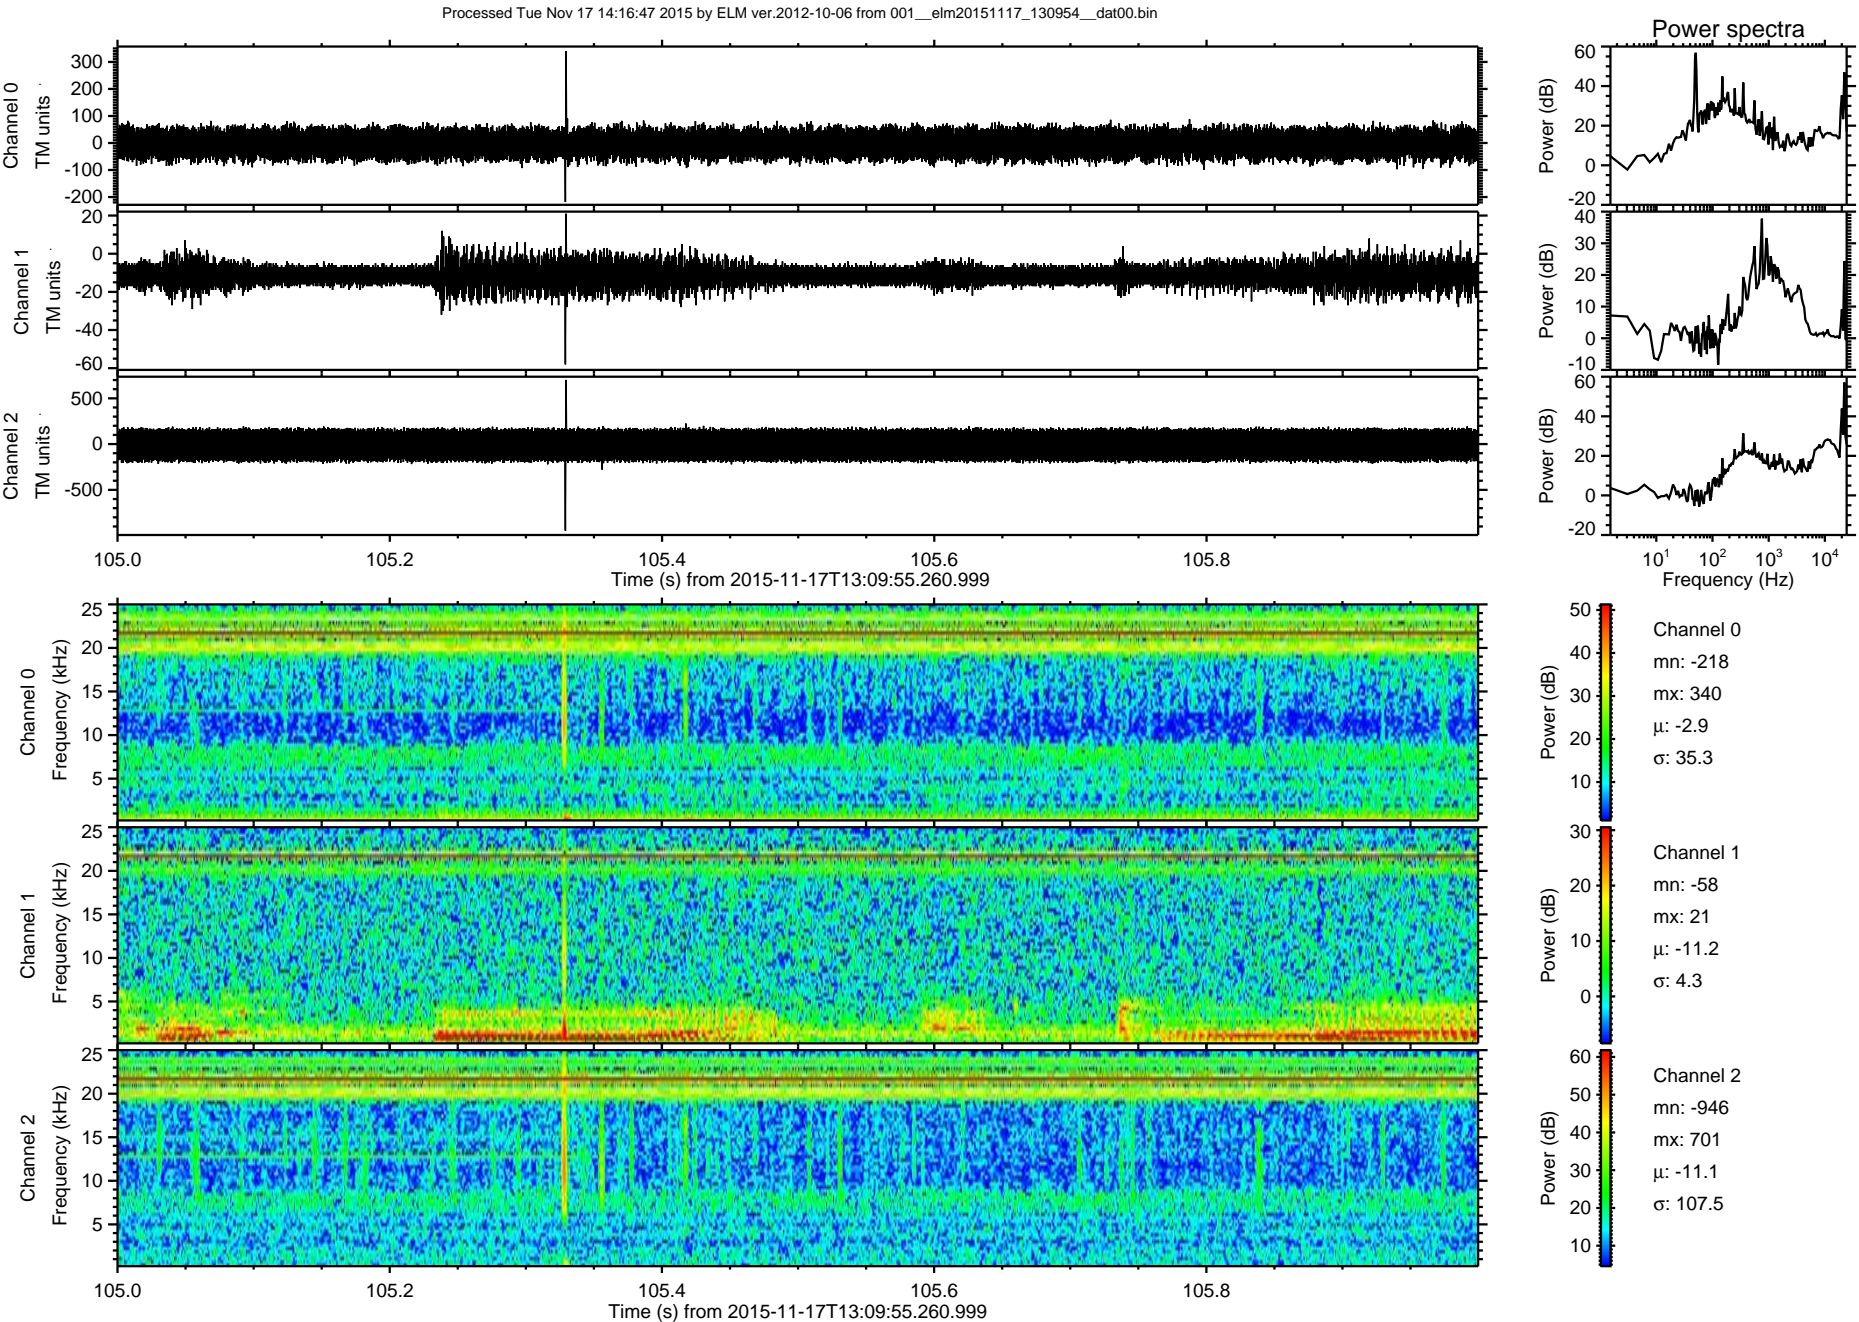 Processed Tue Nov 17 14:16:47 2015 by ELM ver.2012-10-06 from 001__elm20151117_130954__dat00.bin
Power spectra
Channel 0
TM units
300
200
100
0
-100
-200
Power (dB)
60
40
20
0
-20
Channel 1
TM units
20
0
-20
-40
-60
Power (dB)
40
30
20
10
0
-10
Channel 2
TM units
500
0
-500
Power (dB)
60
40
20
0
-20
105.0 105.2 105.4 105.6 105.8
Time (s) from 2015-11-17T13:09:55.260.999
10¹ 10² 10³ 10⁴
Frequency (Hz)
Channel 0
Frequency (kHz)
25
20
15
10
5
Power (dB)
50
40
30
20
10
Channel 0
mn: -218
mx: 340
μ: -2.9
σ: 35.3
Channel 1
Frequency (kHz)
25
20
15
10
5
Power (dB)
30
20
10
0
Channel 1
mn: -58
mx: 21
μ: -11.2
σ: 4.3
Channel 2
Frequency (kHz)
25
20
15
10
5
Power (dB)
60
50
40
30
20
10
Channel 2
mn: -946
mx: 701
μ: -11.1
σ: 107.5
105.0 105.2 105.4 105.6 105.8
Time (s) from 2015-11-17T13:09:55.260.999